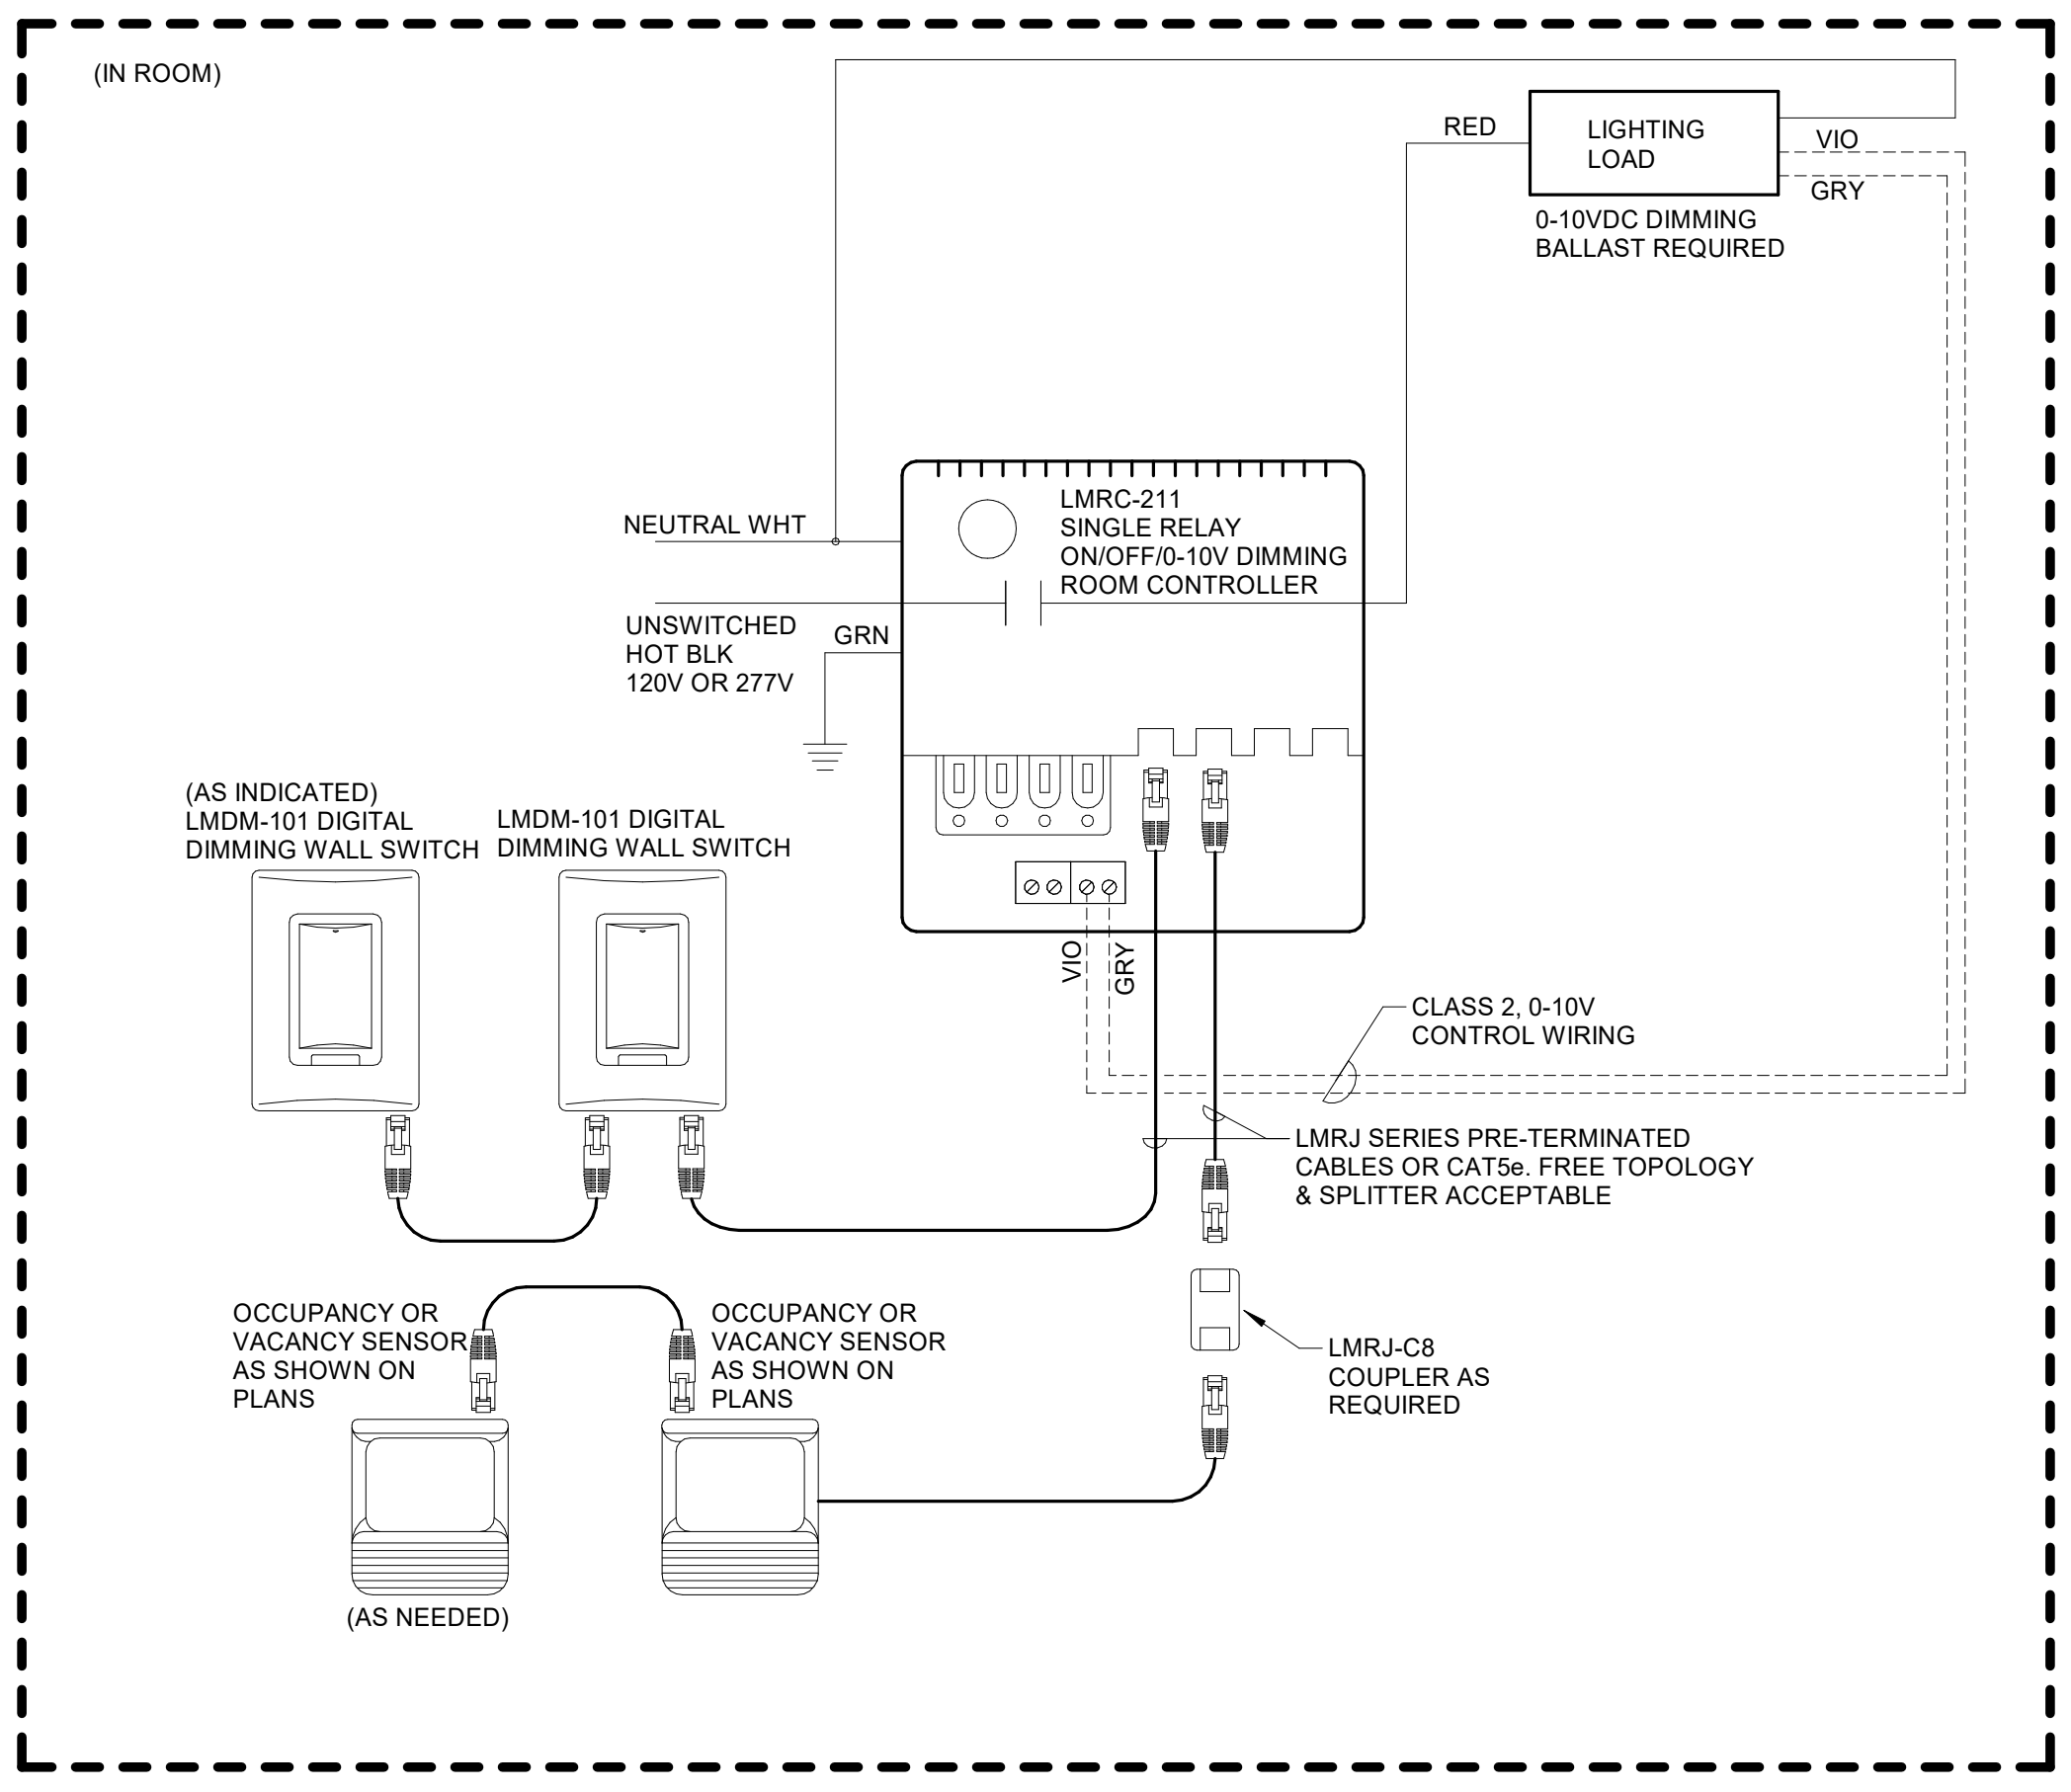 (IN ROOM)
RED
LIGHTING
LOAD
VIO
GRY
0-10VDC DIMMING
BALLAST REQUIRED
NEUTRAL WHT
LMRC-211
SINGLE RELAY
ON/OFF/0-10V DIMMING
ROOM CONTROLLER
UNSWITCHED
HOT BLK
120V OR 277V
GRN
(AS INDICATED)
LMDM-101 DIGITAL
DIMMING WALL SWITCH
LMDM-101 DIGITAL
DIMMING WALL SWITCH
VIO
GRY
CLASS 2, 0-10V
CONTROL WIRING
LMRJ SERIES PRE-TERMINATED
CABLES OR CAT5e. FREE TOPOLOGY
& SPLITTER ACCEPTABLE
OCCUPANCY OR
VACANCY SENSOR
AS SHOWN ON
PLANS
OCCUPANCY OR
VACANCY SENSOR
AS SHOWN ON
PLANS
LMRJ-C8
COUPLER AS
REQUIRED
(AS NEEDED)